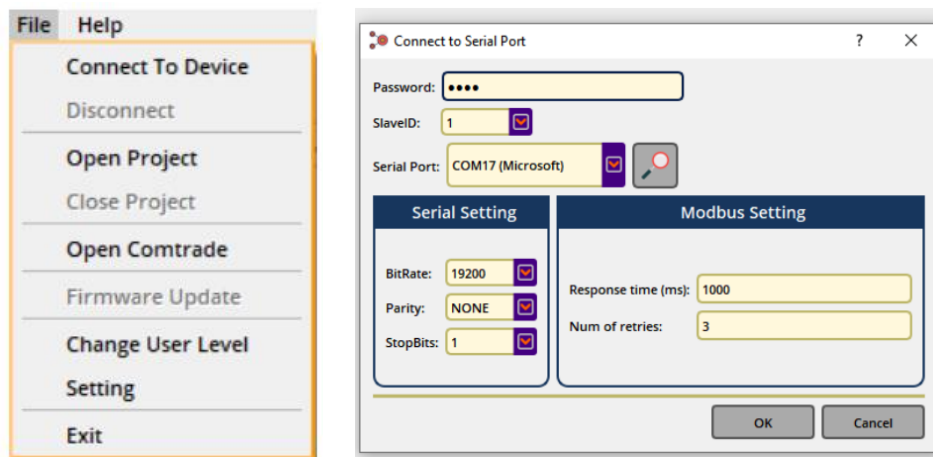 File Help
Connect To Device
Disconnect
Open Project
Close Project
Open Comtrade
Firmware Update
Change User Level
Setting
Exit
Connect to Serial Port ? ×
Password: ••••
SlaveID: 1
Serial Port: COM17 (Microsoft)
Serial Setting
BitRate: 19200
Parity: NONE
StopBits: 1
Modbus Setting
Response time (ms): 1000
Num of retries: 3
OK Cancel